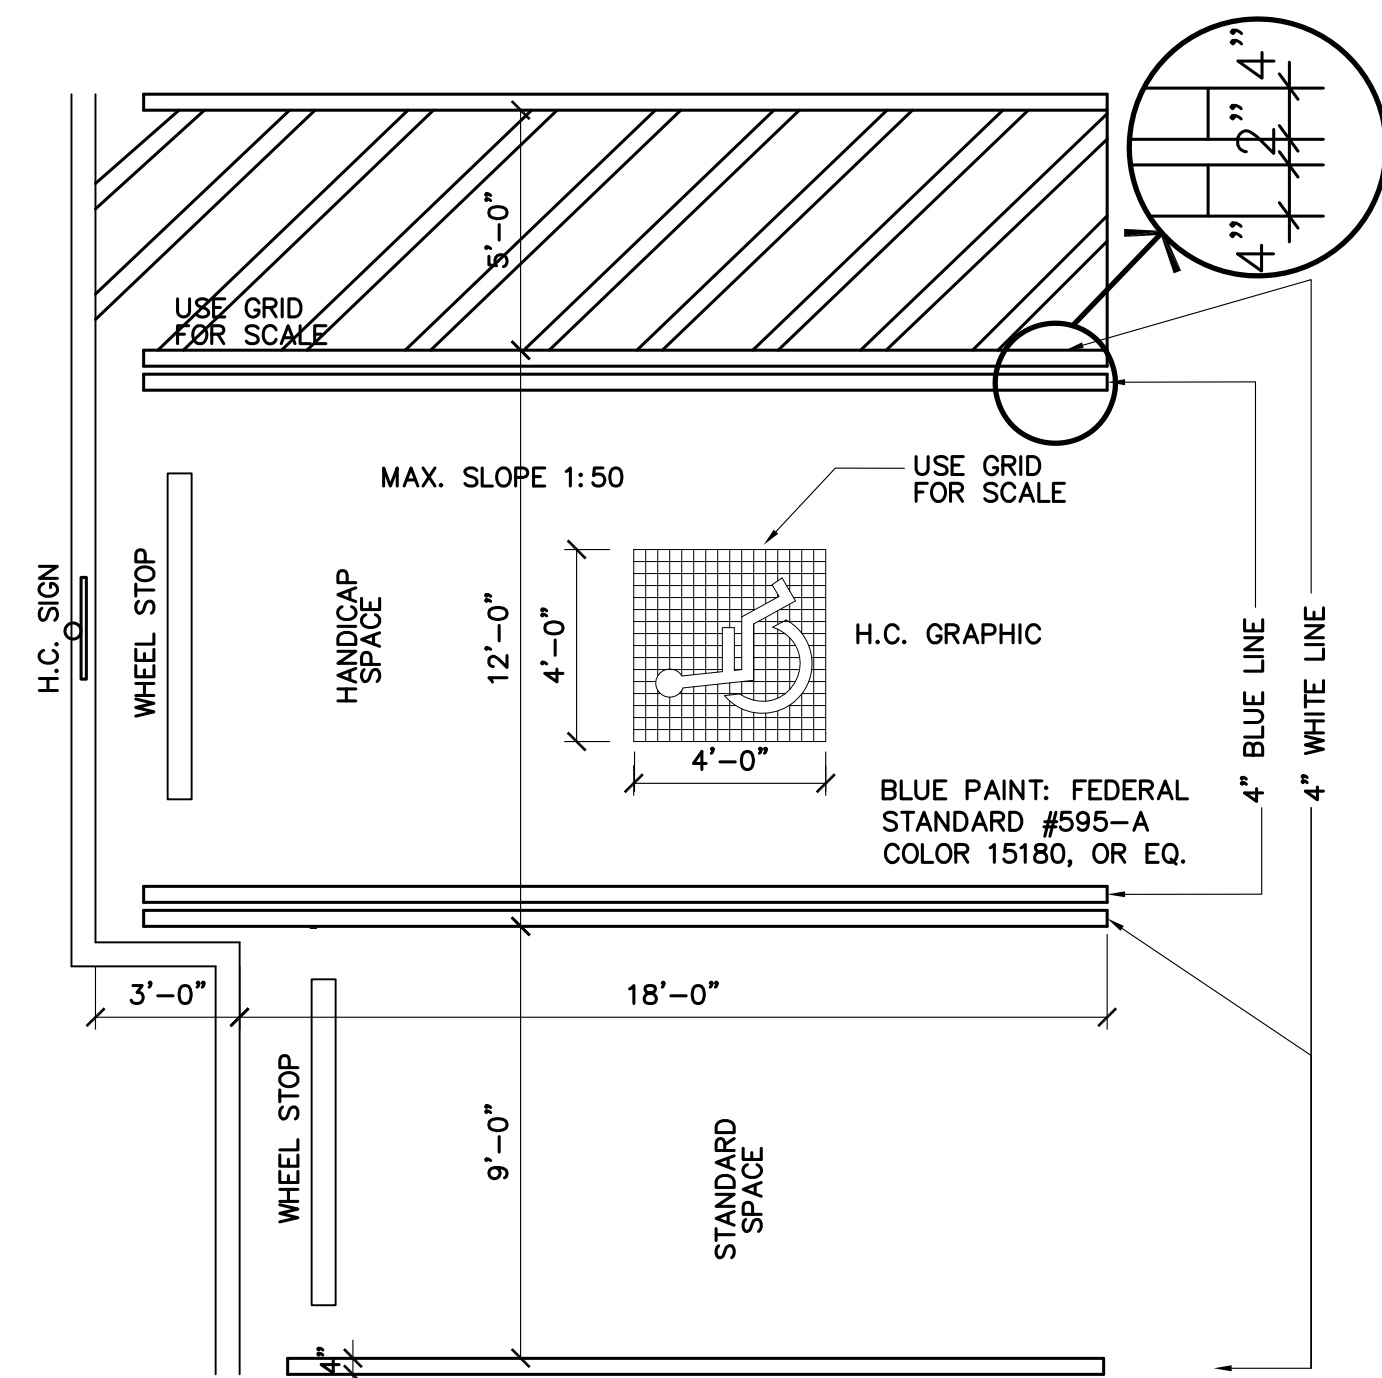 4"
2"
4"
5'-0"
USE GRID
FOR SCALE
MAX. SLOPE 1:50
USE GRID
FOR SCALE
H.C. SIGN
WHEEL STOP
HANDICAP
SPACE
12'-0"
4'-0"
H.C. GRAPHIC
4'-0"
4" BLUE LINE
4" WHITE LINE
BLUE PAINT: FEDERAL
STANDARD #595-A
COLOR 15180, OR EQ.
3'-0"
18'-0"
WHEEL STOP
9'-0"
STANDARD
SPACE
4"